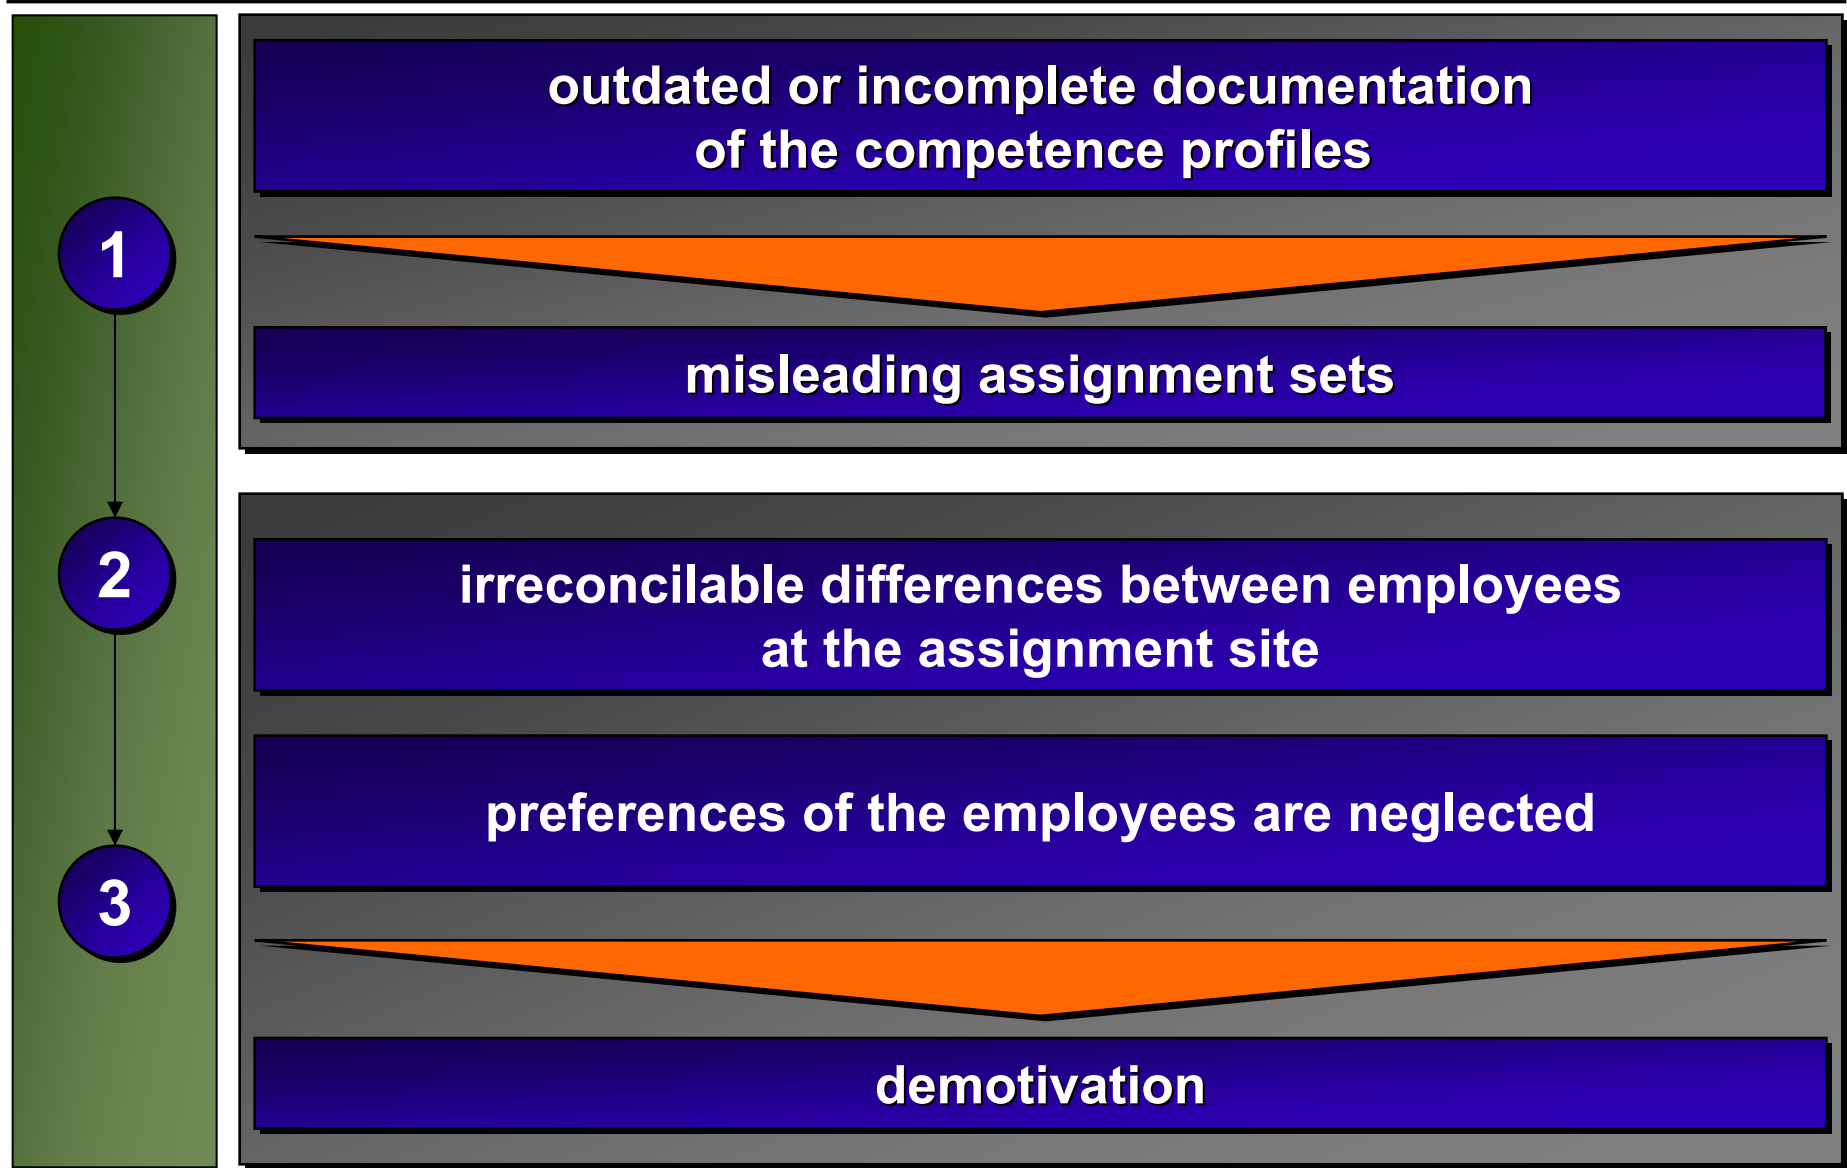 1
2
3
outdated or incomplete documentation
of the competence profiles
misleading assignment sets
irreconcilable differences between employees
at the assignment site
preferences of the employees are neglected
demotivation